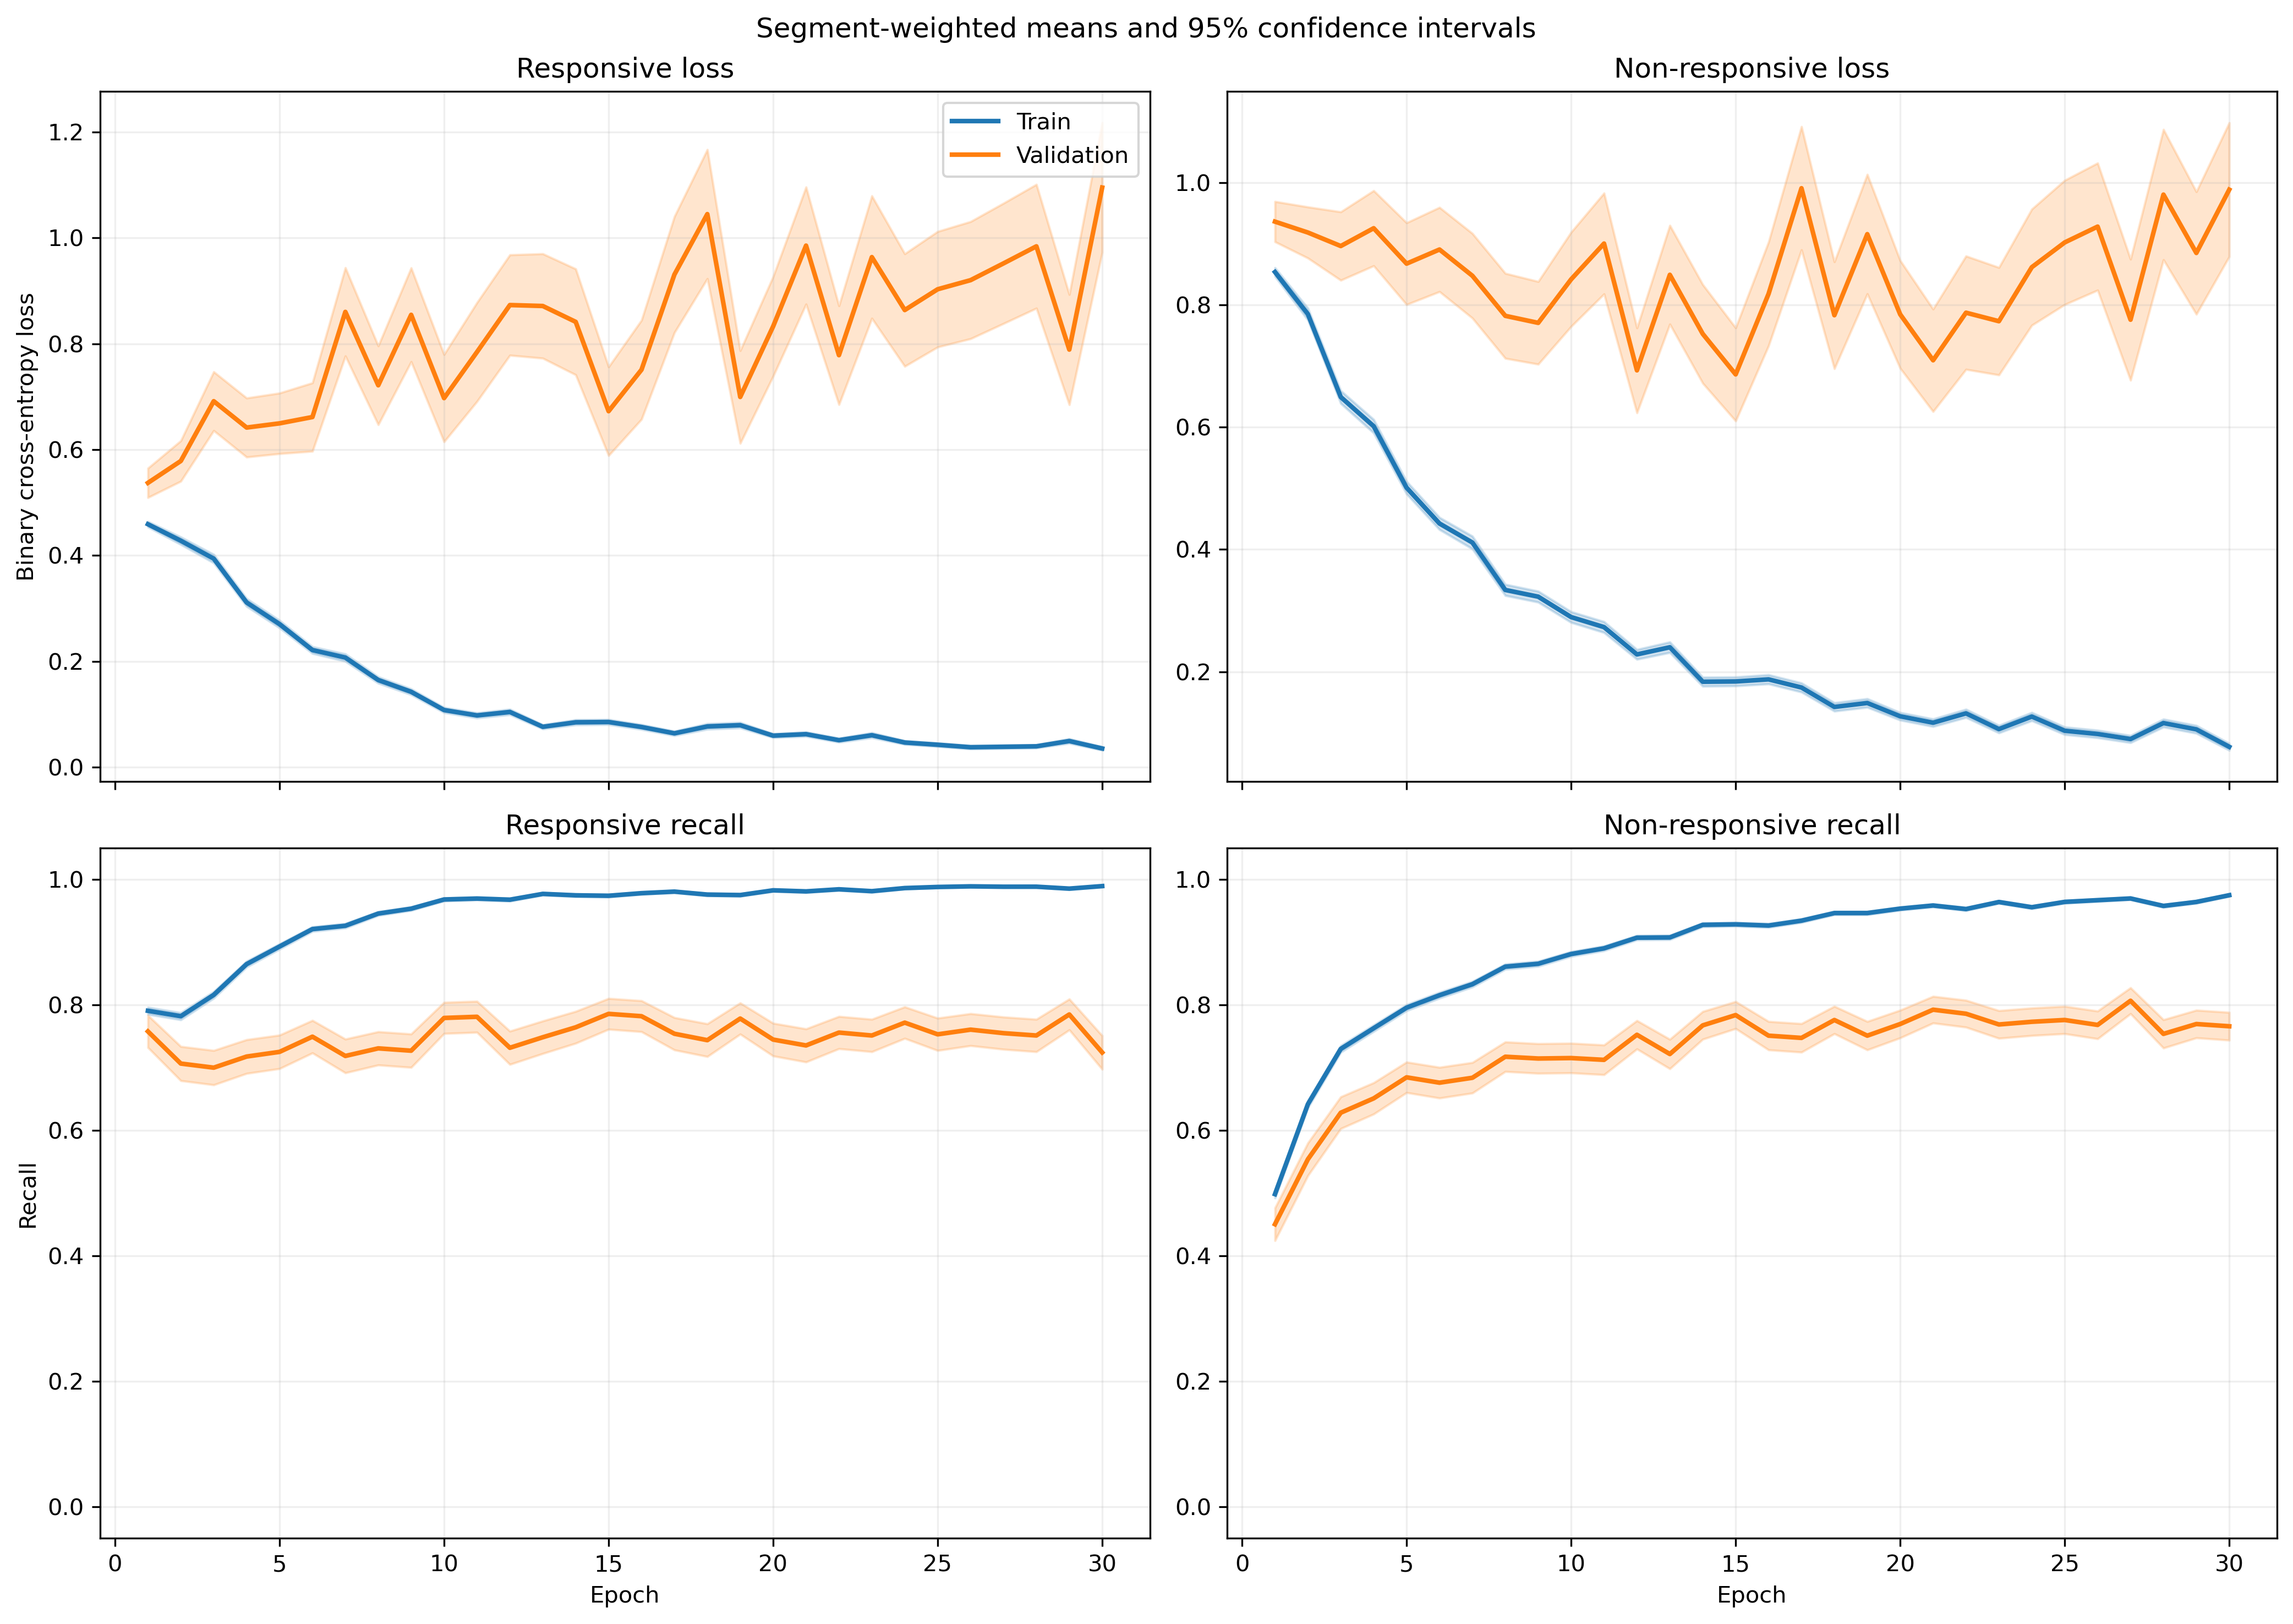 Segment-weighted means and 95% confidence intervals
Responsive loss
Non-responsive loss
Binary cross-entropy loss
1.2
1.0
0.8
0.6
0.4
0.2
0.0
Train
Validation
1.0
0.8
0.6
0.4
0.2
Responsive recall
Non-responsive recall
Recall
1.0
0.8
0.6
0.4
0.2
0.0
0 5 10 15 20 25 30
Epoch
1.0
0.8
0.6
0.4
0.2
0.0
0 5 10 15 20 25 30
Epoch